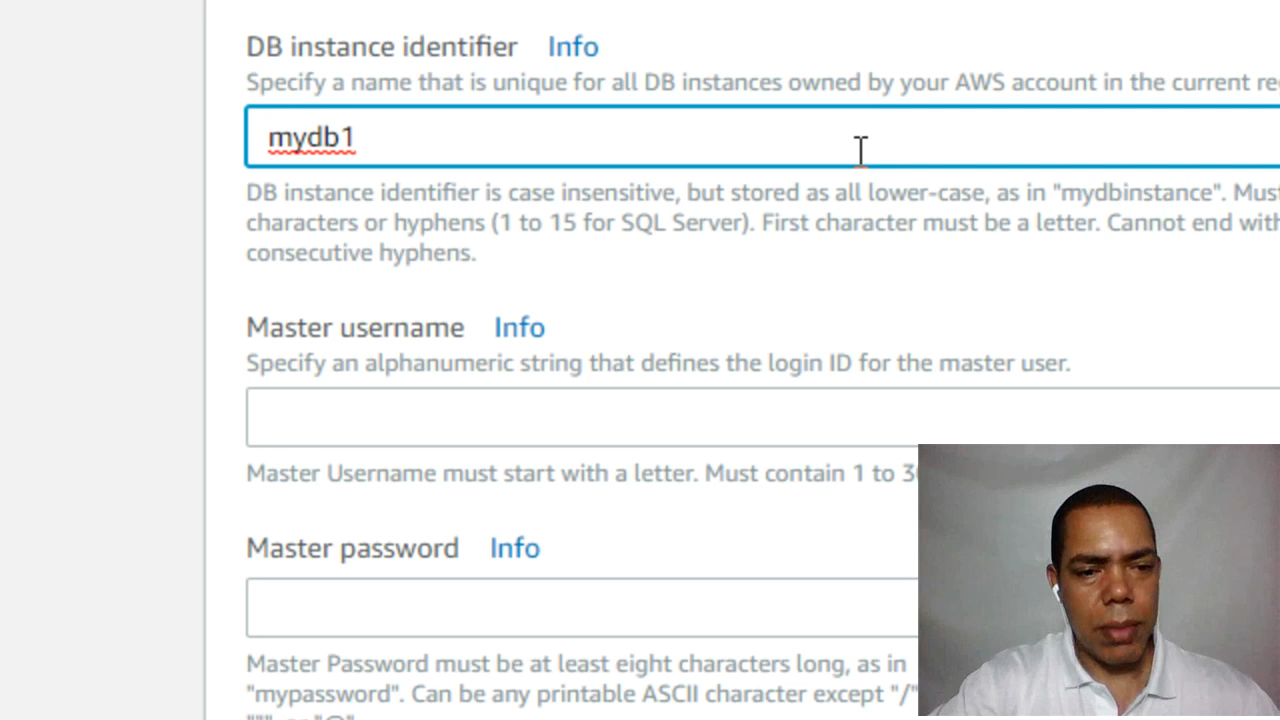 DB instance identifier Info
Specify a name that is unique for all DB instances owned by your AWS account in the current
mydb1
DB instance identifier is case insensitive, but stored as all lower-case, as in "mydbinstance". Must
characters or hyphens (1 to 15 for SQL Server). First character must be a letter. Cannot end with
consecutive hyphens.
Master username Info
Specify an alphanumeric string that defines the login ID for the master user.
Master Username must start with a letter. Must contain 1 to
Master password Info
Master Password must be at least eight characters long, as in
"mypassword". Can be any printable ASCII character except "/"